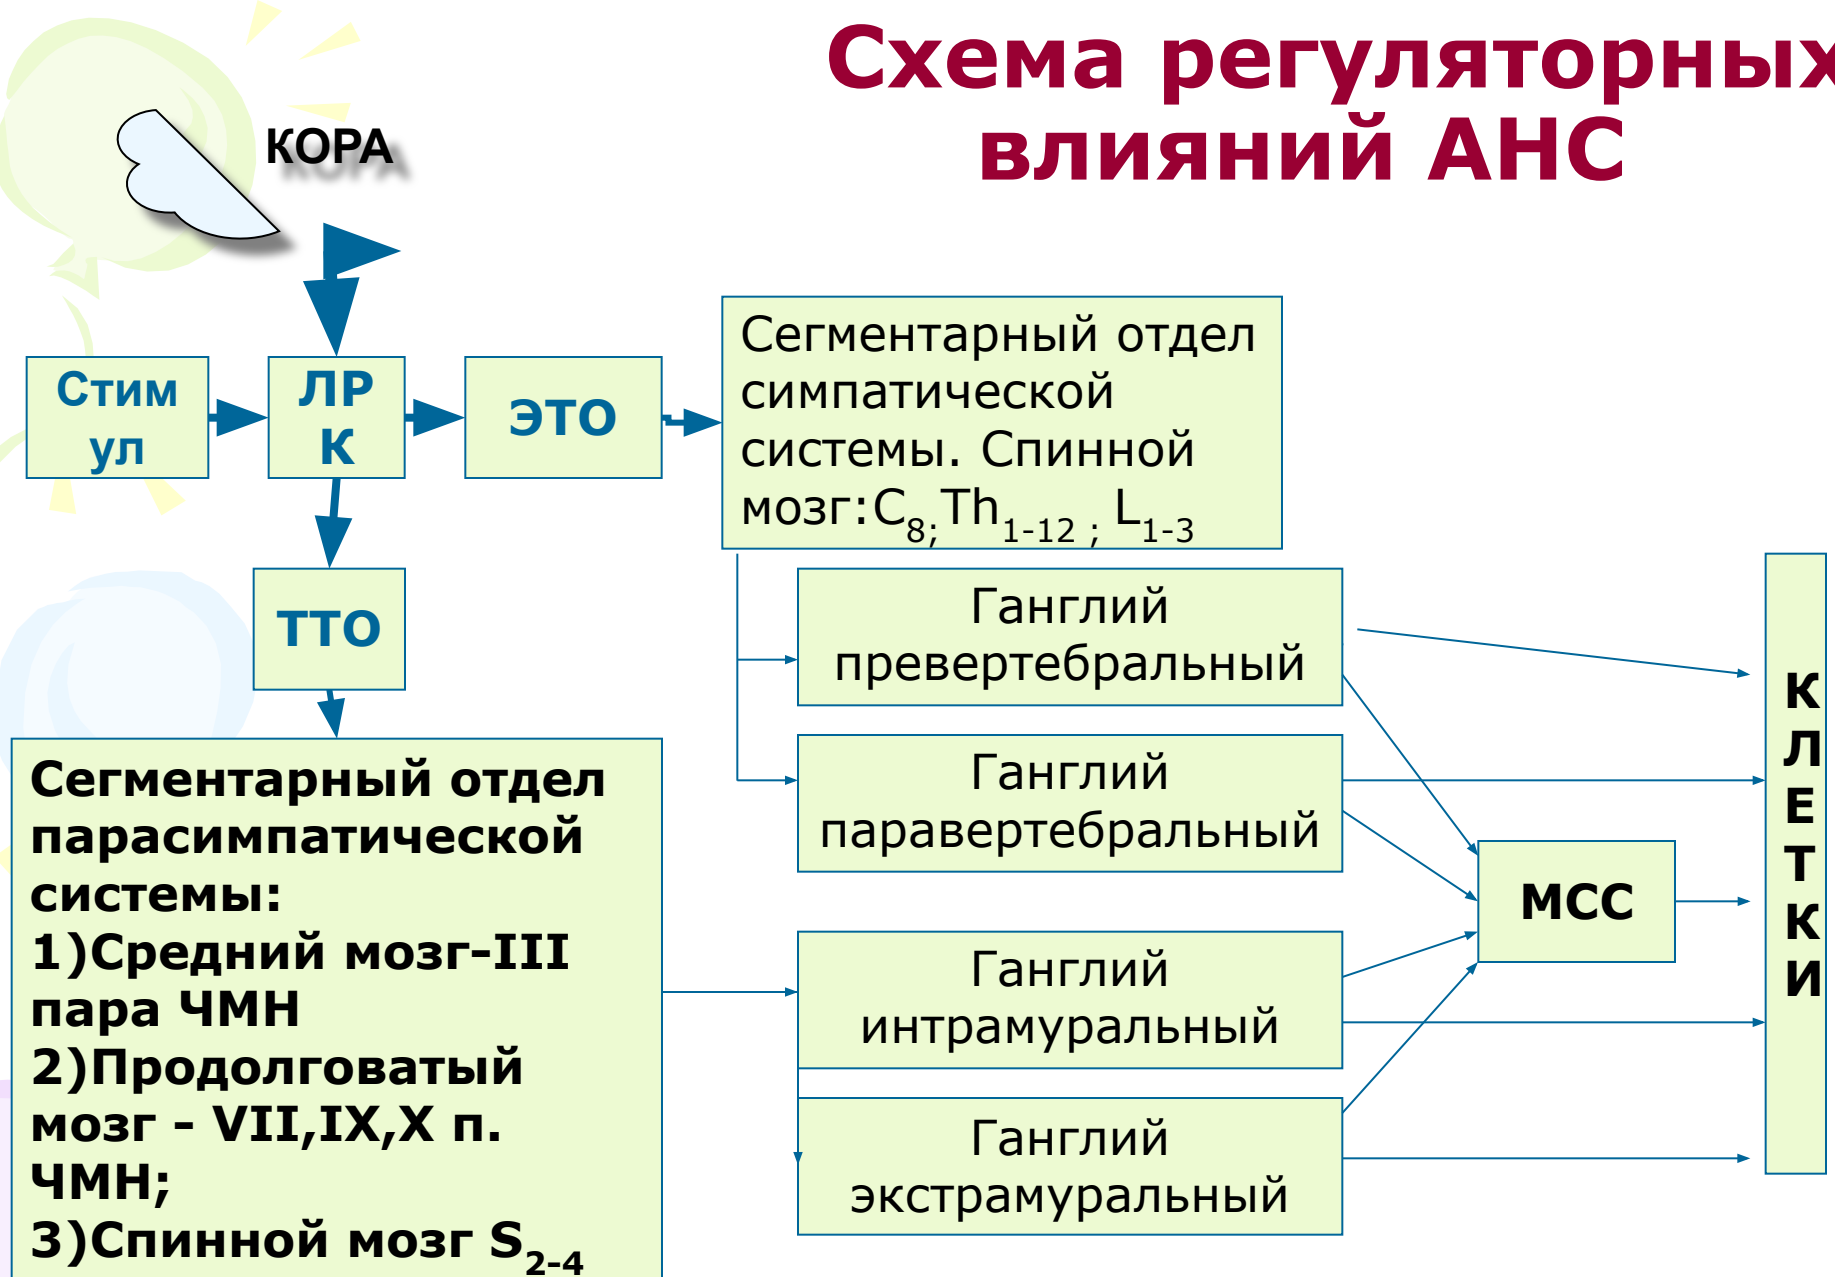 Схема регуляторных
влияний АНС
КОРА
Стим
ул
ЛР
К
ЭТО
Сегментарный отдел
симпатической
системы. Спинной
мозг:C8;Th1-12 ; L1-3
ТТО
Ганглий
превертебральный
Ганглий
паравертебральный
Сегментарный отдел
парасимпатической
системы:
1)Средний мозг-III
пара ЧМН
2)Продолговатый
мозг - VII,IX,X п.
ЧМН;
3)Спинной мозг S2-4
Ганглий
интрамуральный
Ганглий
экстрамуральный
МСС
К
Л
Е
Т
К
И